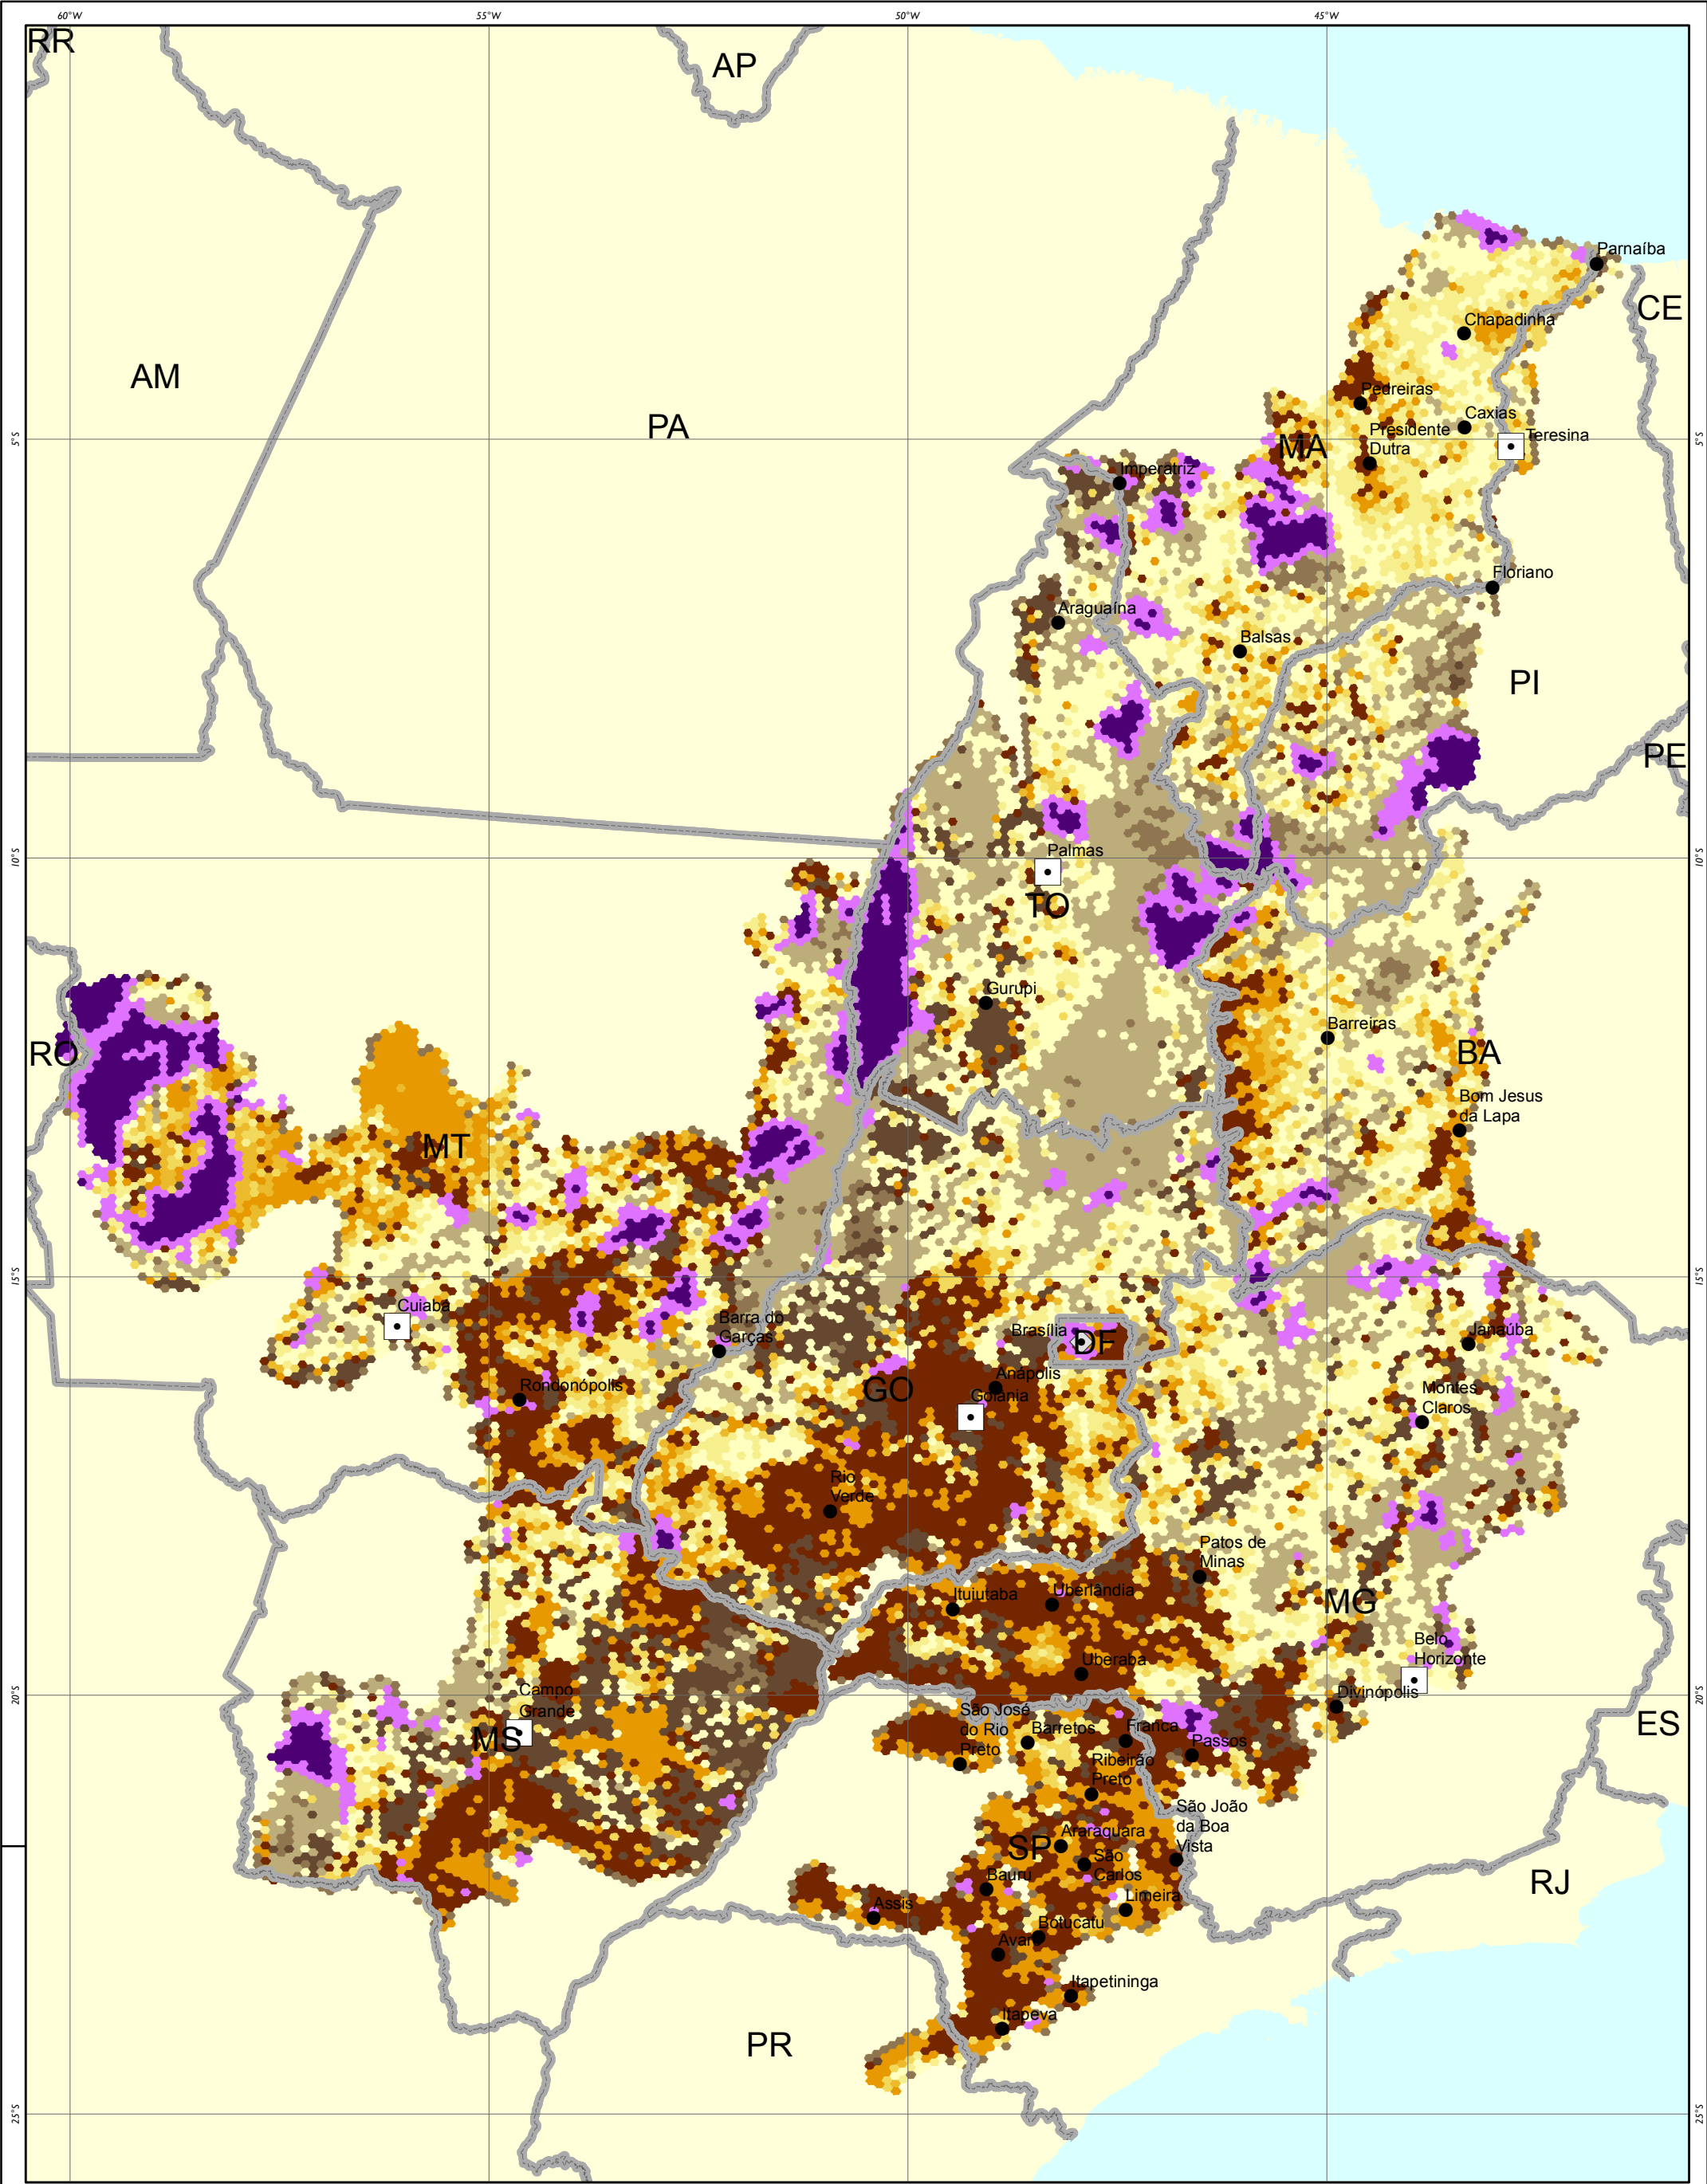 60°W
55°W
50°W
45°W
RR
AP
Parnaíba
CE
Chapadinha
AM
Pedreiras
Caxias
PA
Presidente
Dutra
Teresina
5°S
5°S
MA
Imperatriz
Floriano
Araguaína
Balsas
PI
PE
Palmas
10°S
10°S
TO
Gurupi
Barreiras
RO
BA
Bom Jesus
da Lapa
MT
15°S
15°S
Cuiabá
Barra do
Garças
Brasília
DF
Janaúba
Anápolis
Rondonópolis
GO
Goiânia
Montes
Claros
Rio
Verde
Patos de
Minas
Ituiutaba
Uberlândia
MG
Belo
Horizonte
Uberaba
Campo
Grande
20°S
20°S
Divinópolis
São José
do Rio
Preto
Barretos
Franca
ES
MS
Passos
Ribeirão
Preto
São João
da Boa
Vista
SP
Araraquara
São
Carlos
Bauru
RJ
Assis
Limeira
Botucatu
Avaré
Itapetininga
Itapeva
PR
25°S
25°S